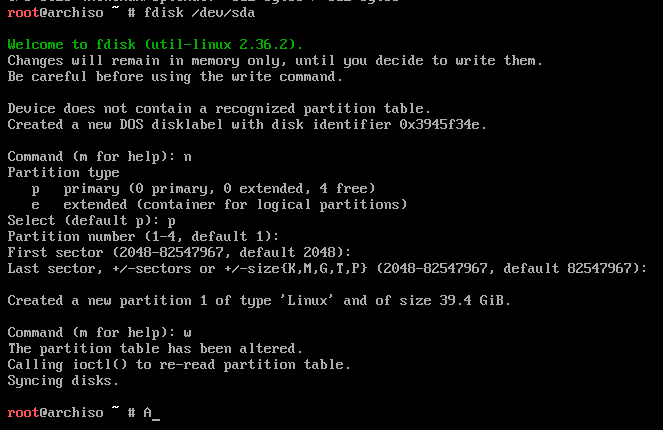 root@archiso ~ # fdisk /dev/sda
Welcome to fdisk (util-linux 2.36.2).
Changes will remain in memory only, until you decide to write them.
Be careful before using the write command.
Device does not contain a recognized partition table.
Created a new DOS disklabel with disk identifier 0x3945f34e.
Command (m for help): n
Partition type
p primary (0 primary, 0 extended, 4 free)
e extended (container for logical partitions)
Select (default p): p
Partition number (1-4, default 1):
First sector (2048-82547967, default 2048):
Last sector, +/-sectors or +/-size{K,M,G,T,P} (2048-82547967, default 82547967):
Created a new partition 1 of type 'Linux' and of size 39.4 GiB.
Command (m for help): w
The partition table has been altered.
Calling ioctl() to re-read partition table.
Syncing disks.
root@archiso ~ # A_